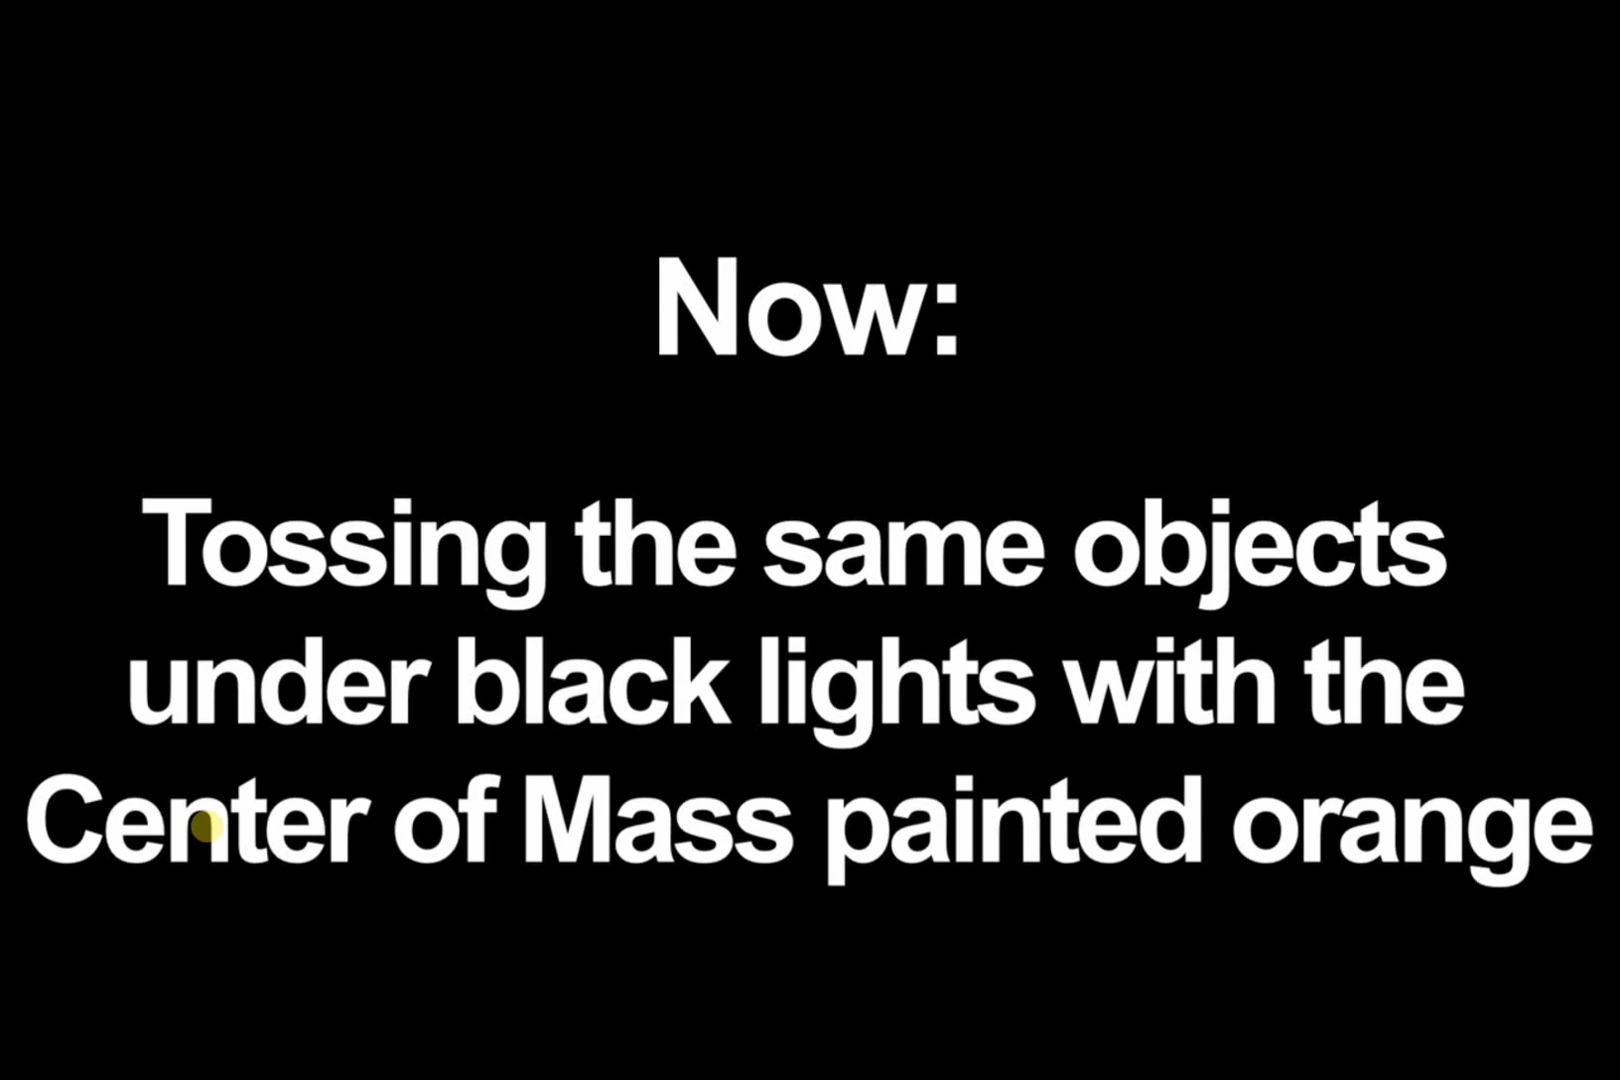 Now:
Tossing the same objects
under black lights with the
Center of Mass painted orange